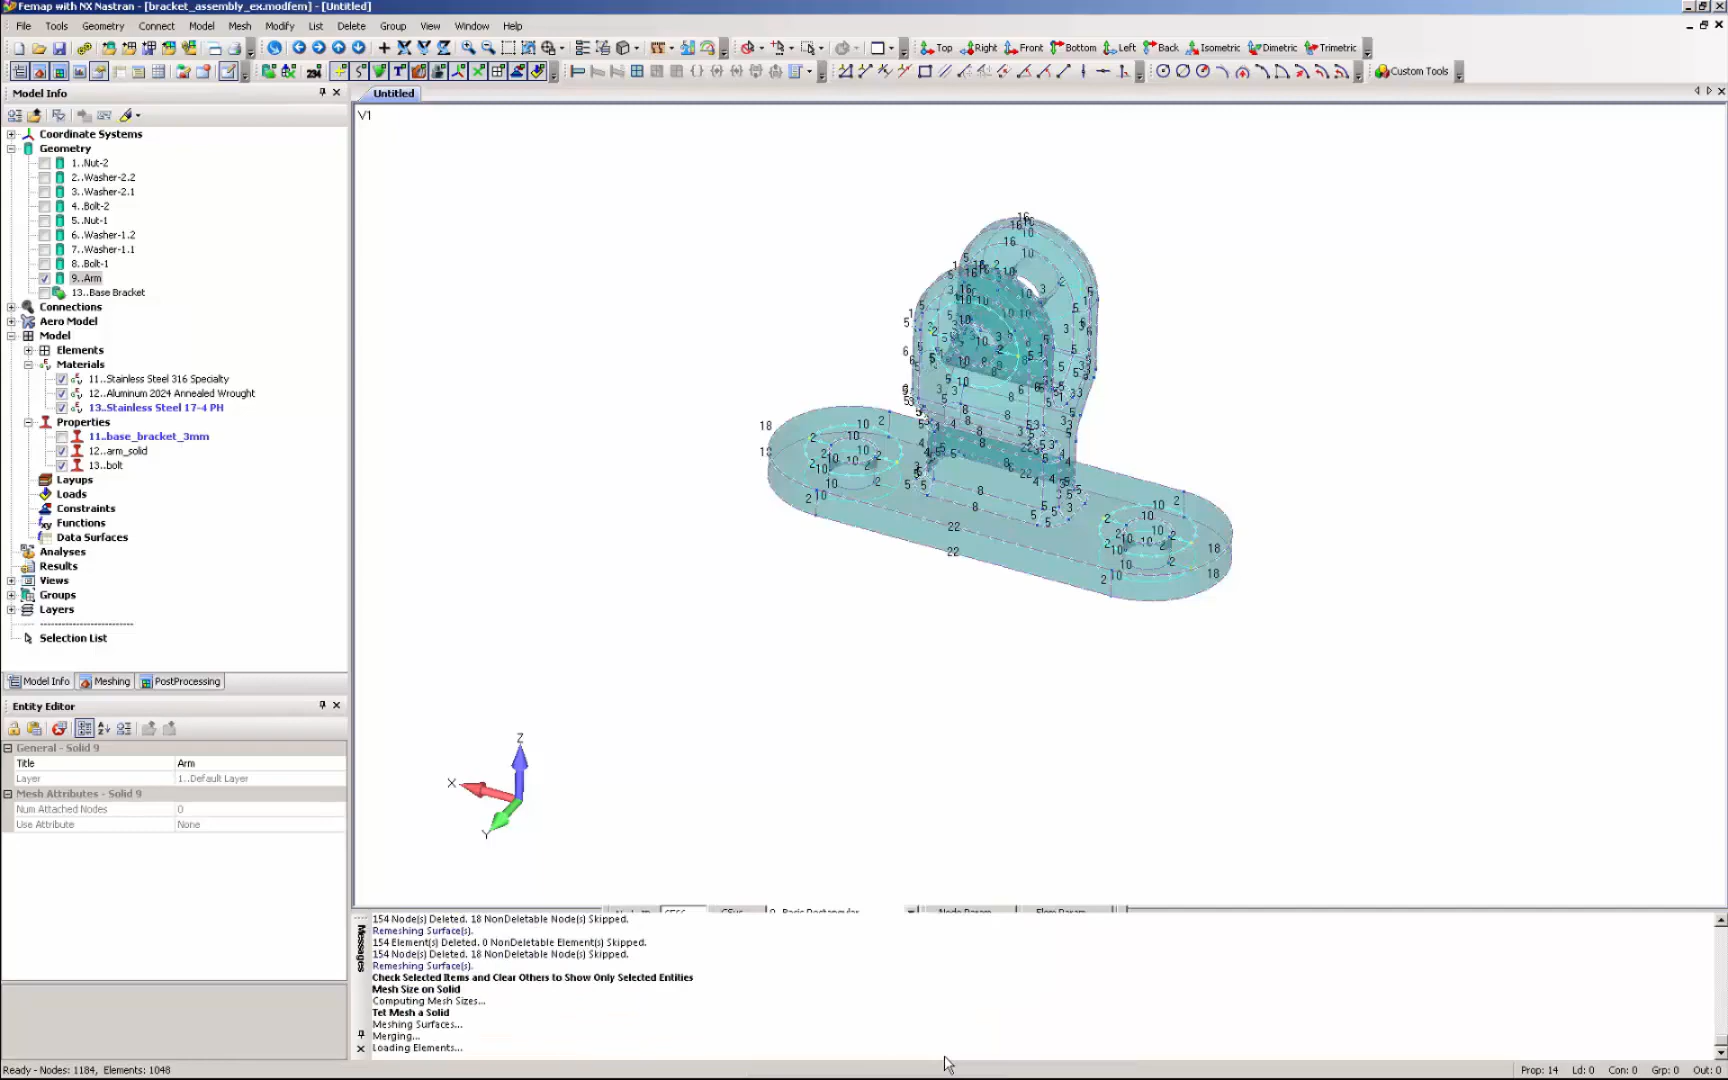 Femap with NX Nastran - [bracket_assembly_ex.modfem] - [Untitled]
File Tools Geometry Connect Model Mesh Modify List Delete Group View Window Help
Top Right Front Bottom Left Back Isometric Dimetric Trimetric
Custom Tools
Model Info
Untitled
V1
Coordinate Systems
Geometry
1..Nut-2
2..Washer-2.2
3..Washer-2.1
4..Bolt-2
5..Nut-1
6..Washer-1.2
7..Washer-1.1
8..Bolt-1
9..Arm
13..Base Bracket
Connections
Aero Model
Model
Elements
Materials
11..Stainless Steel 316 Specialty
12..Aluminum 2024 Annealed Wrought
13..Stainless Steel 17-4 PH
Properties
11..base_bracket_3mm
12..arm_solid
13..bolt
Layups
Loads
Constraints
Functions
Data Surfaces
Analyses
Results
Views
Groups
Layers
Selection List
Model Info Meshing PostProcessing
Entity Editor
General - Solid 9
Title Arm
Layer 1..Default Layer
Mesh Attributes - Solid 9
Num Attached Nodes 0
Use Attribute None
Z
X
Y
Messages
154 Node(s) Deleted. 18 NonDeletable Node(s) Skipped.
Remeshing Surface(s).
154 Element(s) Deleted. 0 NonDeletable Element(s) Skipped.
154 Node(s) Deleted. 18 NonDeletable Node(s) Skipped.
Remeshing Surface(s).
Check Selected Items and Clear Others to Show Only Selected Entities
Mesh Size on Solid
Computing Mesh Sizes...
Tet Mesh a Solid
Meshing Surfaces...
Merging...
Loading Elements...
Ready - Nodes: 1184, Elements: 1048
Prop: 14 Ld: 0 Con: 0 Grp: 0 Out: 0